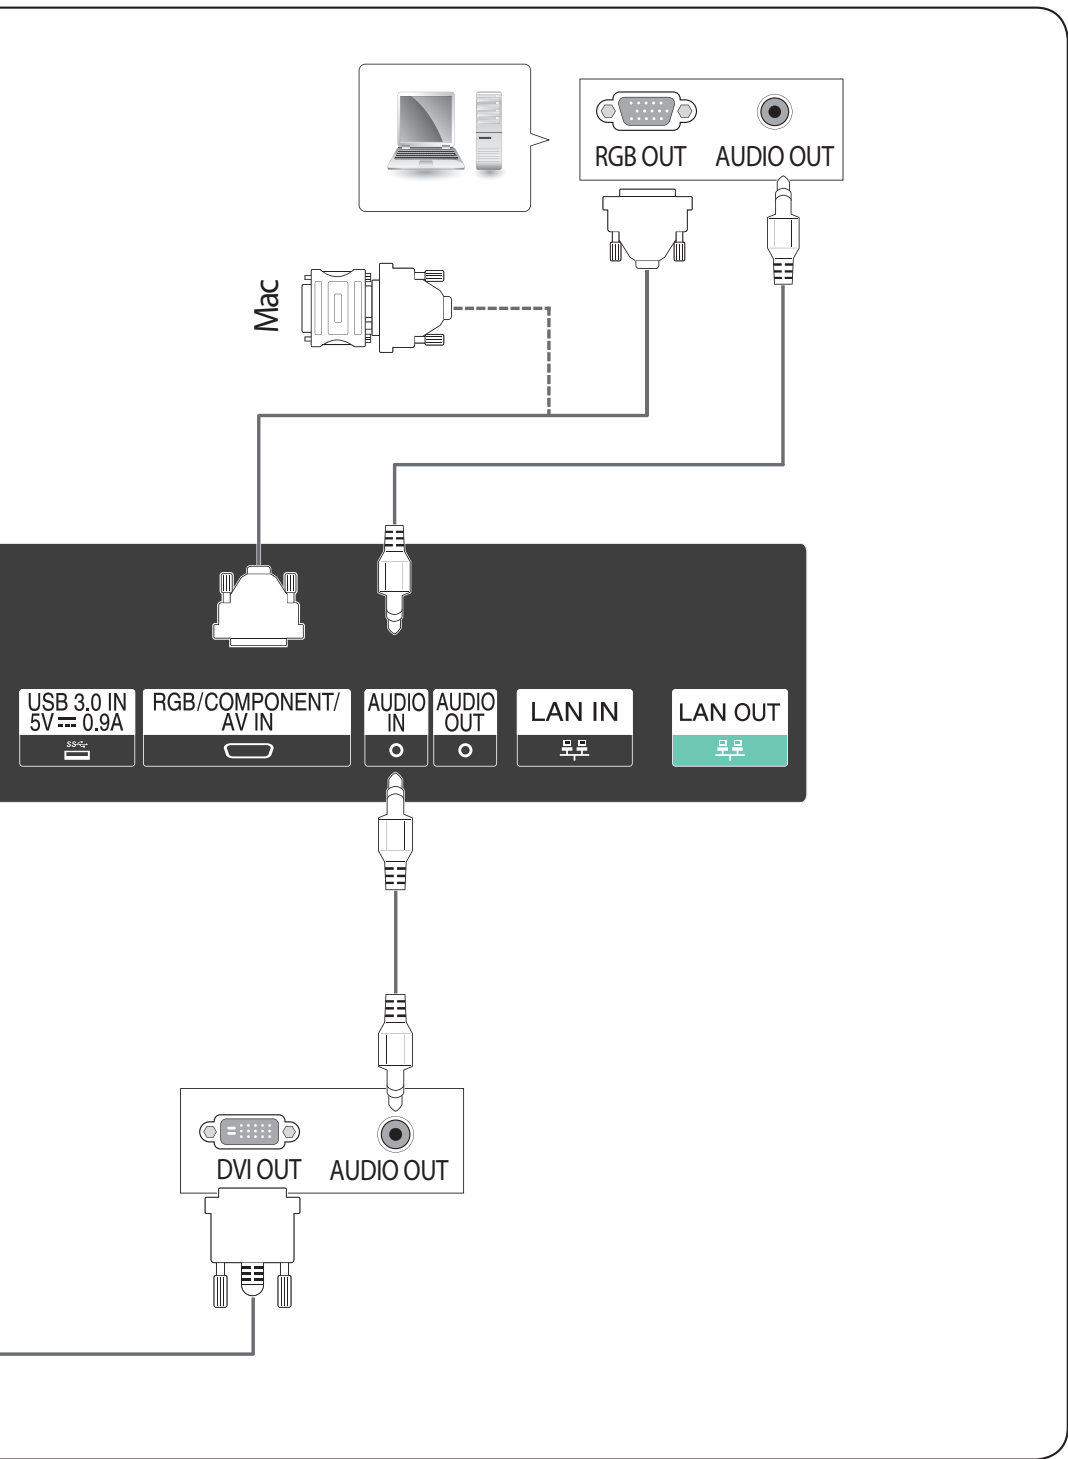 RGB OUT
AUDIO OUT
Mac
USB 3.0 IN
5V ⎓ 0.9A
RGB/COMPONENT/
AV IN
AUDIO
IN
AUDIO
OUT
LAN IN
LAN OUT
DVI OUT
AUDIO OUT